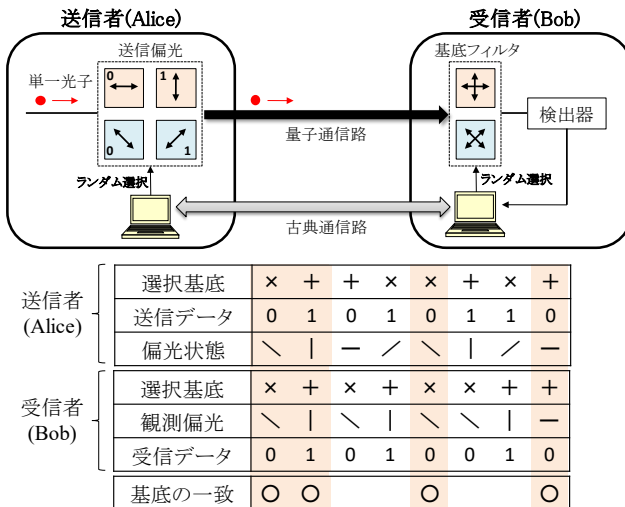 送信者(Alice)
受信者(Bob)
送信偏光
基底フィルタ
単一光子
0
1
0
1
検出器
量子通信路
ランダム選択
ランダム選択
古典通信路
送信者
(Alice)
選択基底 × + + × × + × +
送信データ 0 1 0 1 0 1 1 0
偏光状態 \ | — / \ | / —
受信者
(Bob)
選択基底 × + × + × × + +
観測偏光 \ | \ | \ \ | —
受信データ 0 1 0 1 0 0 1 0
基底の一致 ○ ○ ○ ○